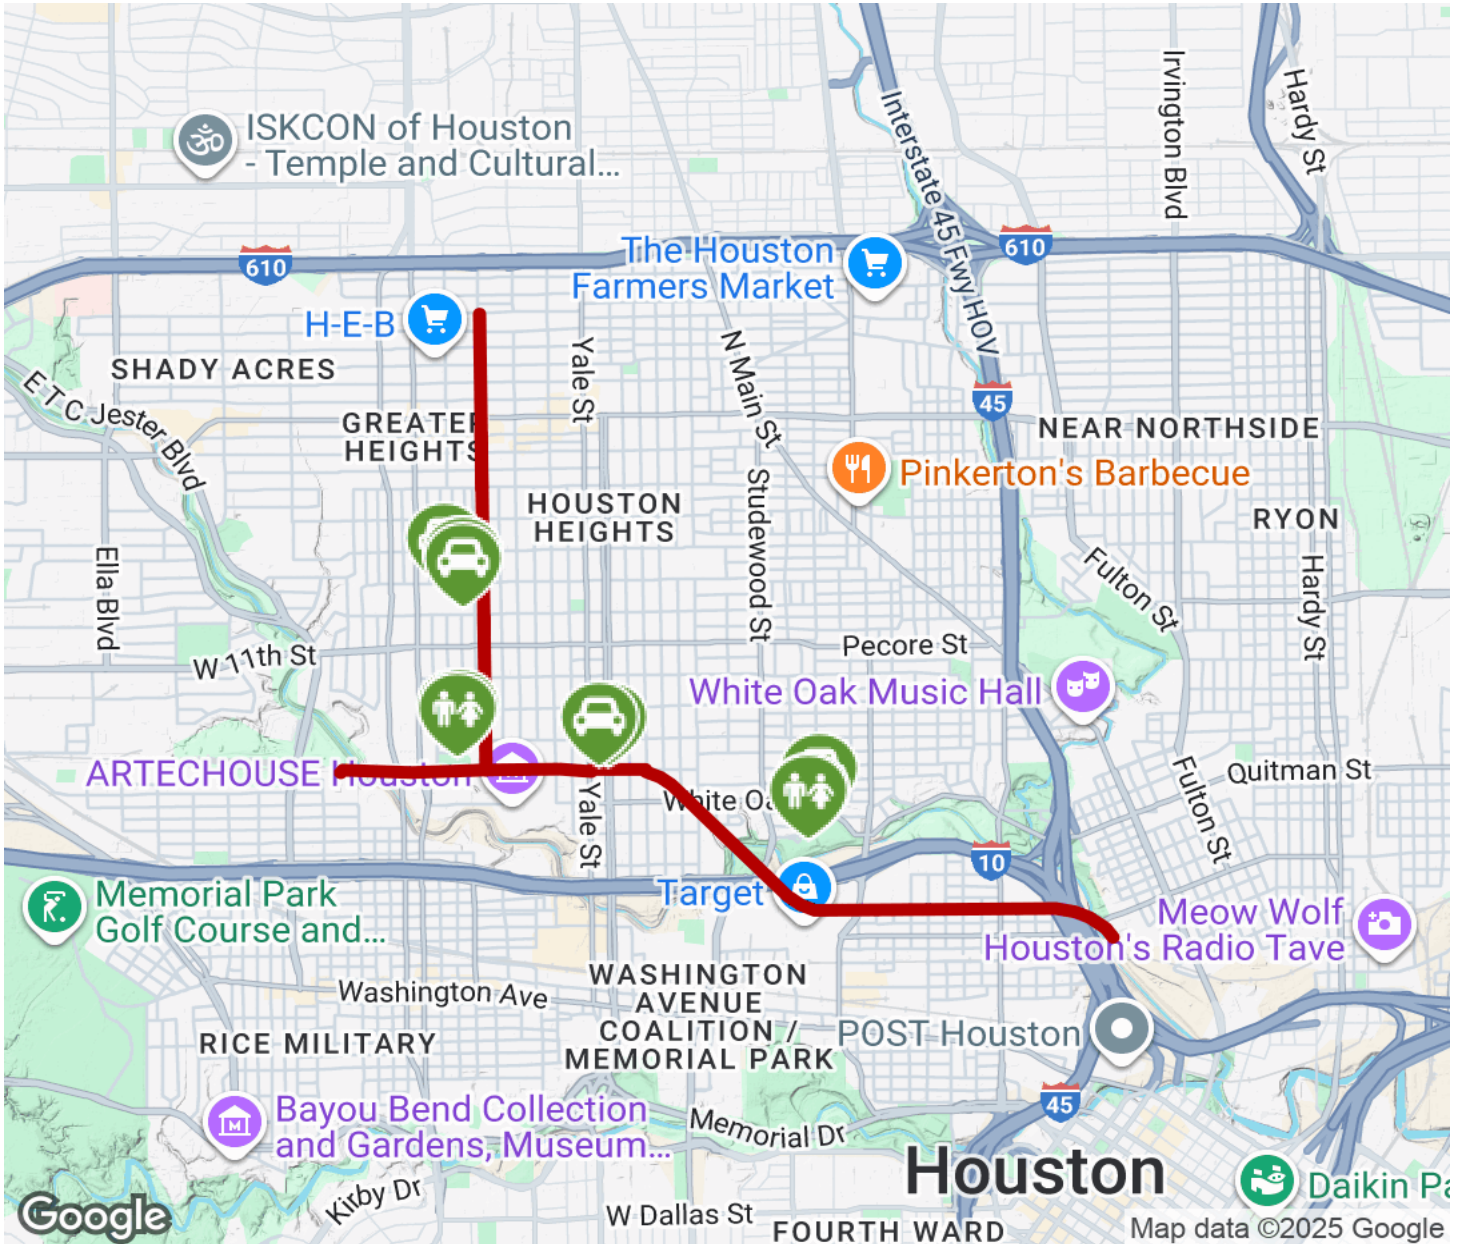 ISKCON of Houston
- Temple and Cultural...
Interstate 45 Fwy HOV
Irvington Blvd
Hardy St
610
The Houston
Farmers Market
610
H-E-B
SHADY ACRES
Yale St
N Main St
45
E T C Jester Blvd
GREATER
HEIGHTS
NEAR NORTHSIDE
Pinkerton's Barbecue
HOUSTON
HEIGHTS
Studewood St
RYON
Ella Blvd
Fulton St
Hardy St
W 11th St
Pecore St
White Oak Music Hall
ARTECHOUSE Houston
Yale St
White Oa
Fulton St
Quitman St
10
Target
Memorial Park
Golf Course and...
Meow Wolf
Houston's Radio Tave
Washington Ave
WASHINGTON
AVENUE
COALITION /
MEMORIAL PARK
RICE MILITARY
POST Houston
Bayou Bend Collection
and Gardens, Museum...
Memorial Dr
45
Houston
Kirby Dr
W Dallas St
FOURTH WARD
Daikin Pa
Google
Map data ©2025 Google